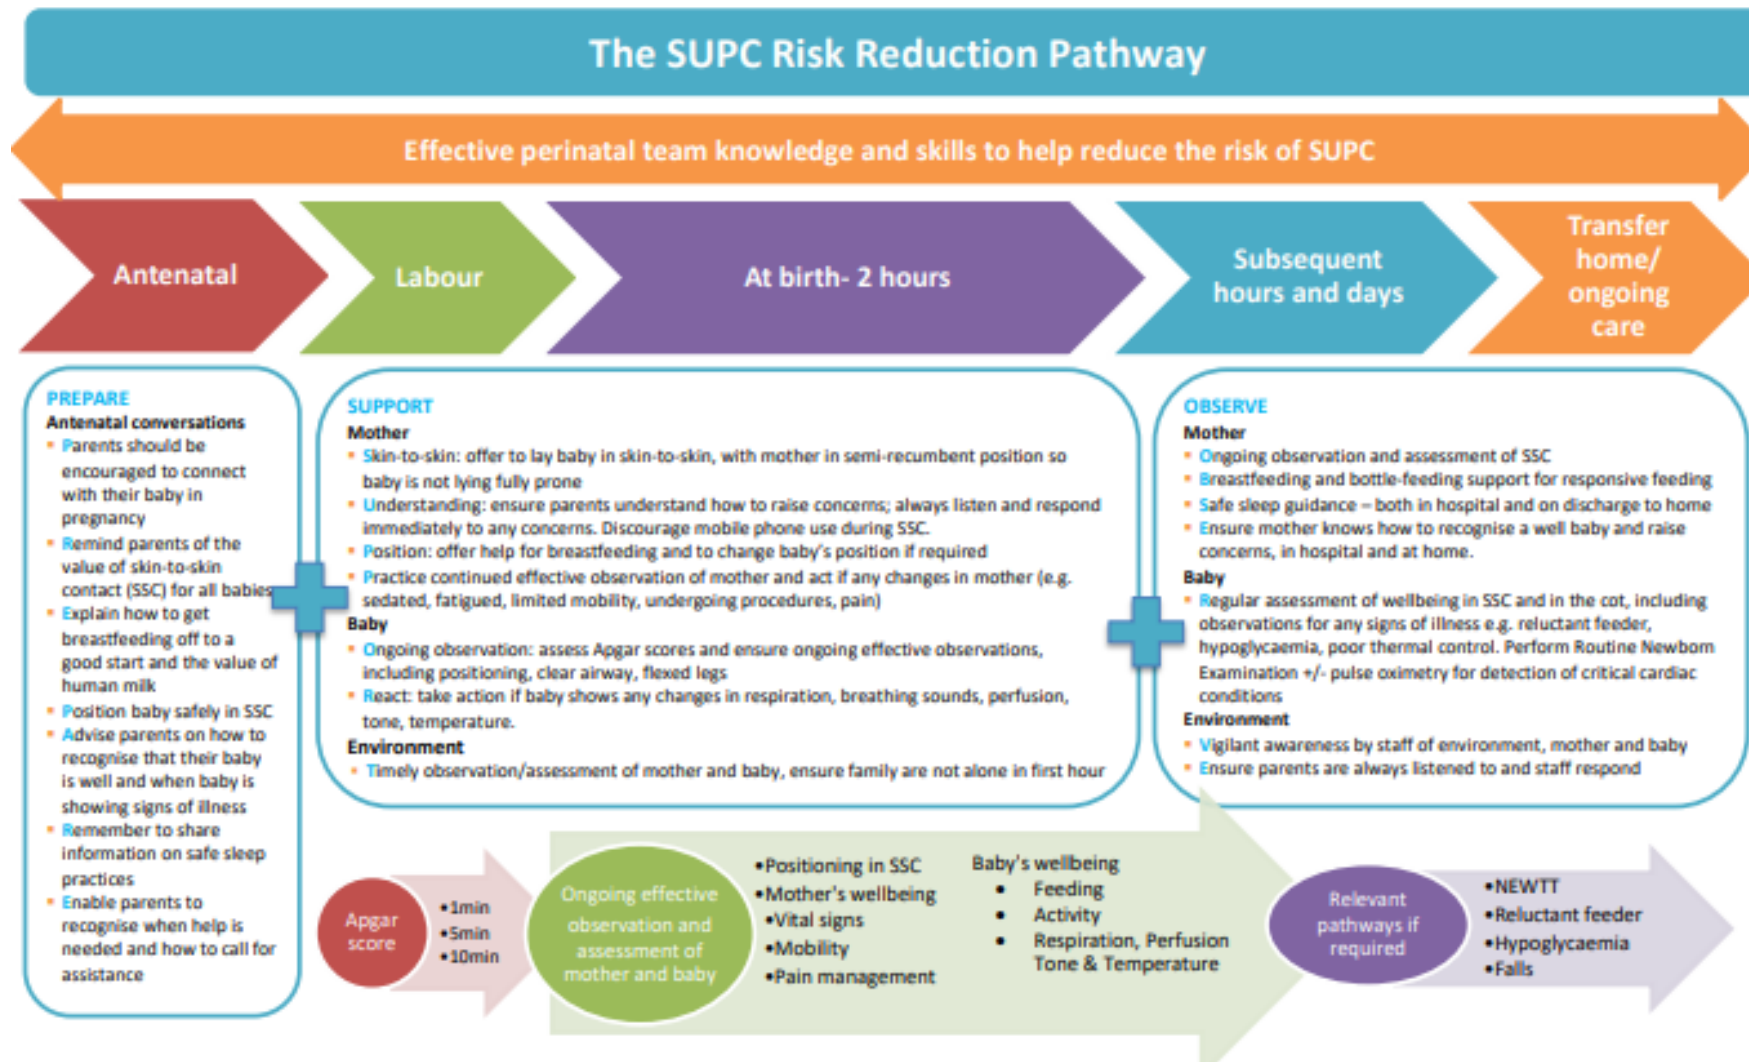 The SUPC Risk Reduction Pathway
Effective perinatal team knowledge and skills to help reduce the risk of SUPC
Antenatal
Labour
At birth- 2 hours
Subsequent
hours and days
Transfer
home/
ongoing
care
PREPARE
Antenatal conversations
▪ Parents should be
encouraged to connect
with their baby in
pregnancy
▪ Remind parents of the
value of skin-to-skin
contact (SSC) for all babies
▪ Explain how to get
breastfeeding off to a
good start and the value of
human milk
▪ Position baby safely in SSC
▪ Advise parents on how to
recognise that their baby
is well and when baby is
showing signs of illness
▪ Remember to share
information on safe sleep
practices
▪ Enable parents to
recognise when help is
needed and how to call for
assistance
SUPPORT
Mother
▪ Skin-to-skin: offer to lay baby in skin-to-skin, with mother in semi-recumbent position so
baby is not lying fully prone
▪ Understanding: ensure parents understand how to raise concerns; always listen and respond
immediately to any concerns. Discourage mobile phone use during SSC.
▪ Position: offer help for breastfeeding and to change baby's position if required
▪ Practice continued effective observation of mother and act if any changes in mother (e.g.
sedated, fatigued, limited mobility, undergoing procedures, pain)
Baby
▪ Ongoing observation: assess Apgar scores and ensure ongoing effective observations,
including positioning, clear airway, flexed legs
▪ React: take action if baby shows any changes in respiration, breathing sounds, perfusion,
tone, temperature.
Environment
▪ Timely observation/assessment of mother and baby, ensure family are not alone in first hour
OBSERVE
Mother
▪ Ongoing observation and assessment of SSC
▪ Breastfeeding and bottle-feeding support for responsive feeding
▪ Safe sleep guidance – both in hospital and on discharge to home
▪ Ensure mother knows how to recognise a well baby and raise
concerns, in hospital and at home.
Baby
▪ Regular assessment of wellbeing in SSC and in the cot, including
observations for any signs of illness e.g. reluctant feeder,
hypoglycaemia, poor thermal control. Perform Routine Newborn
Examination +/- pulse oximetry for detection of critical cardiac
conditions
Environment
▪ Vigilant awareness by staff of environment, mother and baby
▪ Ensure parents are always listened to and staff respond
Apgar
score
•1min
•5min
•10min
Ongoing effective
observation and
assessment of
mother and baby
•Positioning in SSC
•Mother's wellbeing
•Vital signs
•Mobility
•Pain management
Baby's wellbeing
• Feeding
• Activity
• Respiration, Perfusion
Tone & Temperature
Relevant
pathways if
required
•NEWTT
•Reluctant feeder
•Hypoglycaemia
•Falls